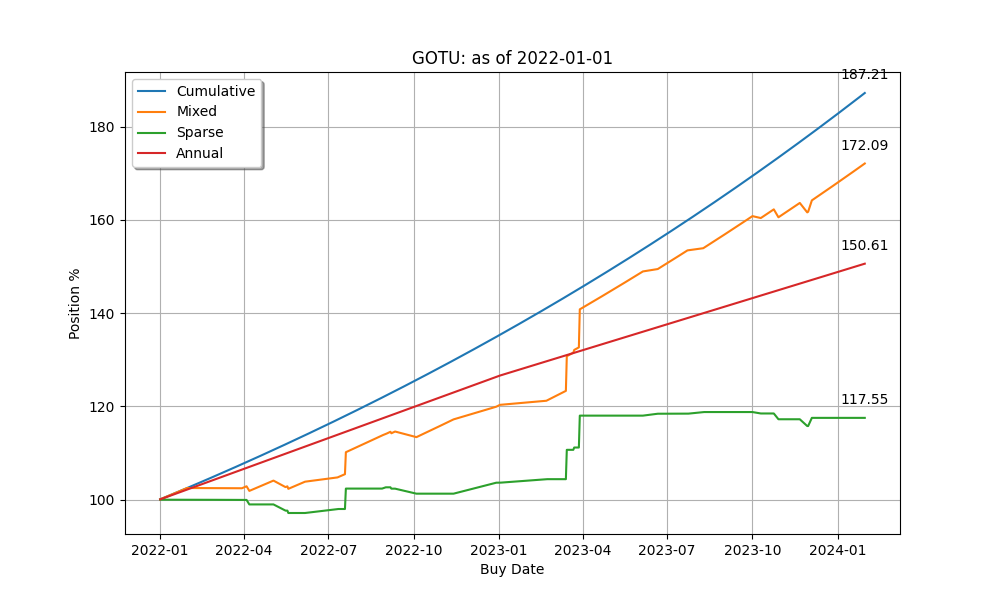 GOTU: as of 2022-01-01
Cumulative
Mixed
Sparse
Annual
187.21
172.09
150.61
117.55
180
160
140
120
100
Position %
2022-01
2022-04
2022-07
2022-10
2023-01
2023-04
2023-07
2023-10
2024-01
Buy Date